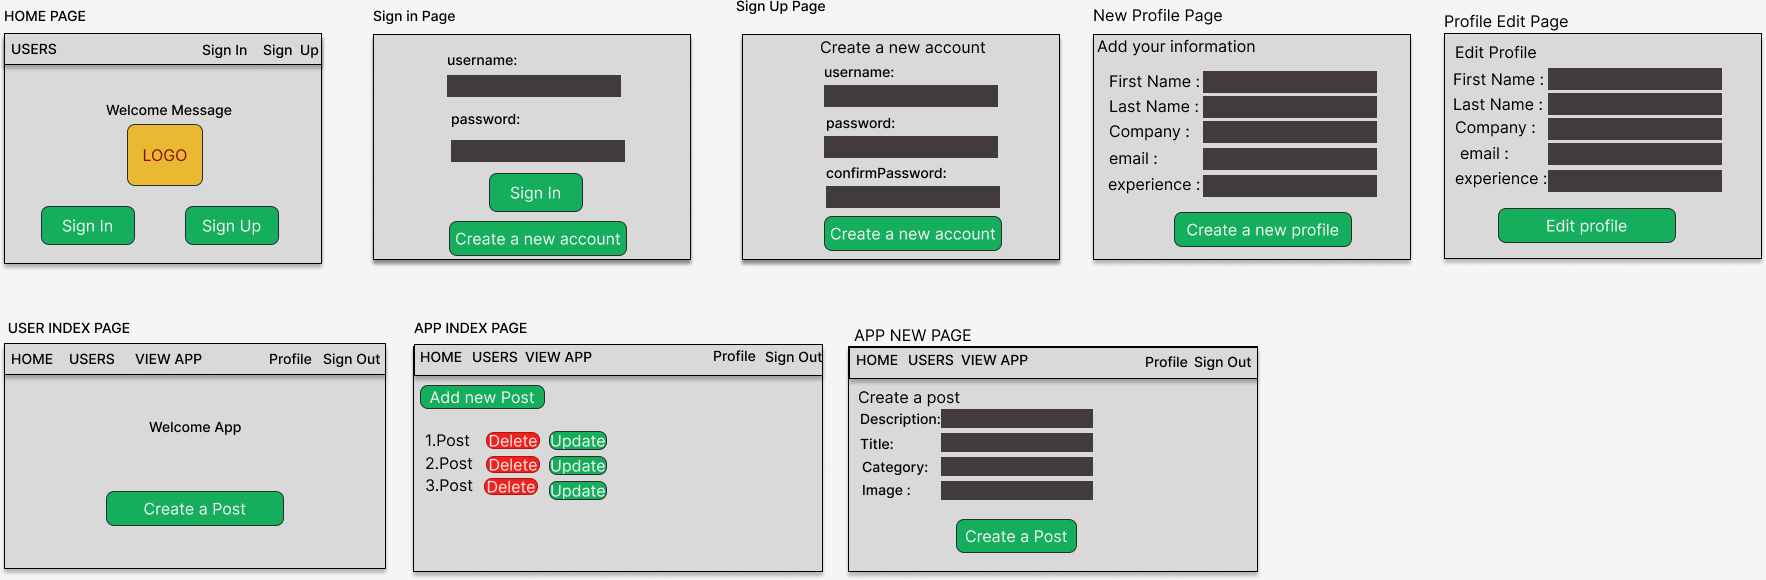 HOME PAGE
USERS
Sign In
Sign Up
Welcome Message
LOGO
Sign In
Sign Up
Sign in Page
username:
password:
Sign In
Create a new account
Sign Up Page
Create a new account
username:
password:
confirmPassword:
Create a new account
New Profile Page
Add your information
First Name :
Last Name :
Company :
email :
experience :
Create a new profile
Profile Edit Page
Edit Profile
First Name :
Last Name :
Company :
email :
experience :
Edit profile
USER INDEX PAGE
HOME USERS VIEW APP Profile Sign Out
Welcome App
Create a Post
APP INDEX PAGE
HOME USERS VIEW APP Profile Sign Out
Add new Post
1.Post Delete Update
2.Post Delete Update
3.Post Delete Update
APP NEW PAGE
HOME USERS VIEW APP Profile Sign Out
Create a post
Description:
Title:
Category:
Image :
Create a Post